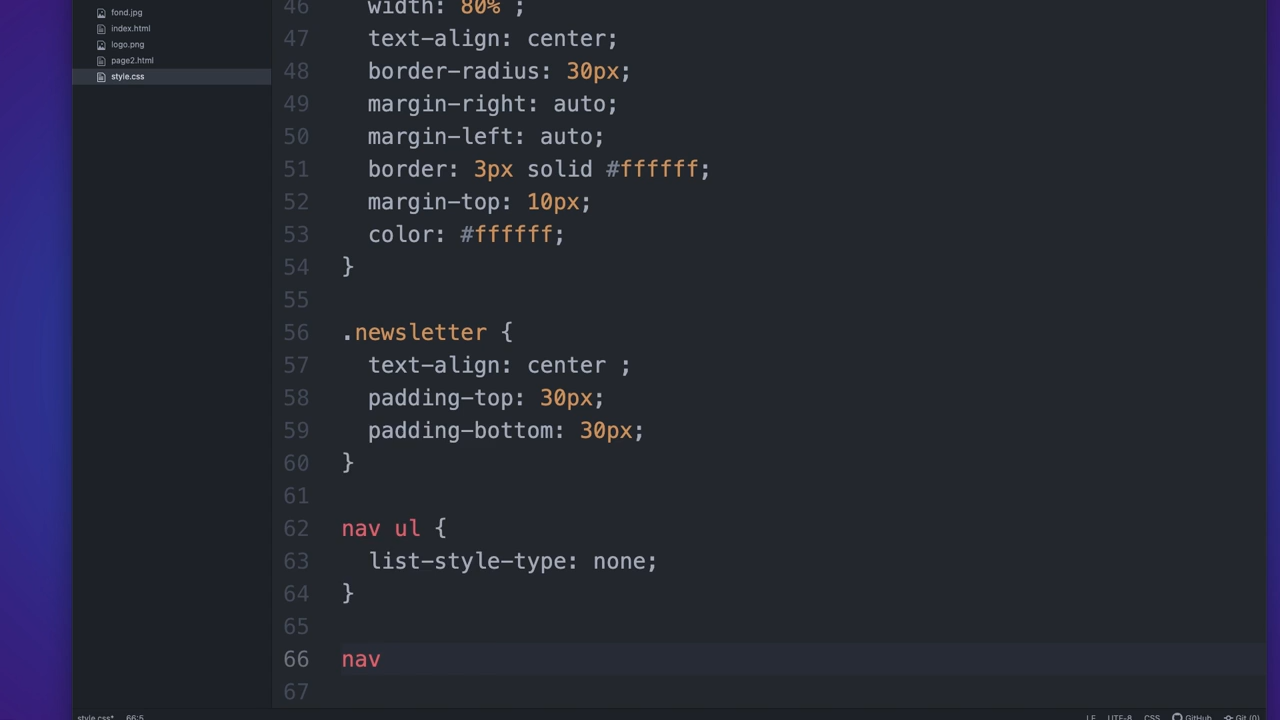 fond.jpg
index.html
logo.png
page2.html
style.css
46 width: 80% ;
47 text-align: center;
48 border-radius: 30px;
49 margin-right: auto;
50 margin-left: auto;
51 border: 3px solid #ffffff;
52 margin-top: 10px;
53 color: #ffffff;
54 }
55
56 .newsletter {
57 text-align: center ;
58 padding-top: 30px;
59 padding-bottom: 30px;
60 }
61
62 nav ul {
63 list-style-type: none;
64 }
65
66 nav
67
style.css* 66:5 LF UTF-8 CSS GitHub Git (0)